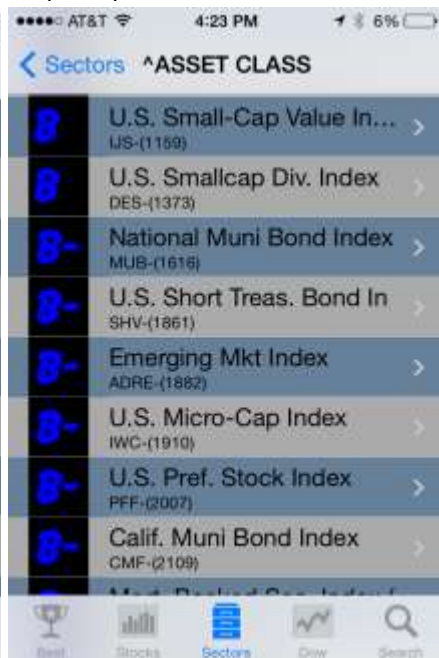 AT&T 4:23 PM 6%
Sectors ^ASSET CLASS
B U.S. Small-Cap Value In...
IJS-(1159)
B U.S. Smallcap Div. Index
DES-(1373)
B- National Muni Bond Index
MUB-(1616)
B- U.S. Short Treas. Bond In
SHV-(1861)
B- Emerging Mkt Index
ADRE-(1882)
B- U.S. Micro-Cap Index
IWC-(1910)
B- U.S. Pref. Stock Index
PFF-(2007)
B- Calif. Muni Bond Index
CMF-(2109)
Best Stocks Sectors Dow Search